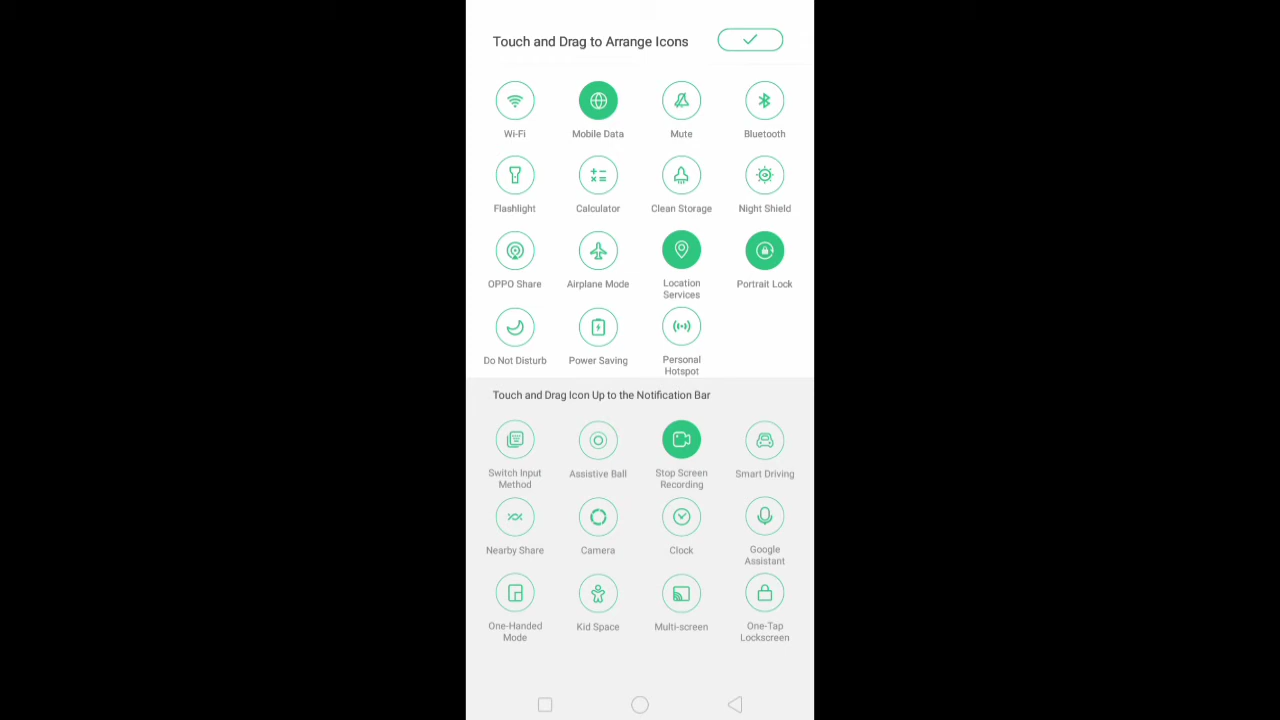 Touch and Drag to Arrange Icons
Wi-Fi
Mobile Data
Mute
Bluetooth
Flashlight
Calculator
Clean Storage
Night Shield
OPPO Share
Airplane Mode
Location
Services
Portrait Lock
Do Not Disturb
Power Saving
Personal
Hotspot
Touch and Drag Icon Up to the Notification Bar
Switch Input
Method
Assistive Ball
Stop Screen
Recording
Smart Driving
Nearby Share
Camera
Clock
Google
Assistant
One-Handed
Mode
Kid Space
Multi-screen
One-Tap
Lockscreen